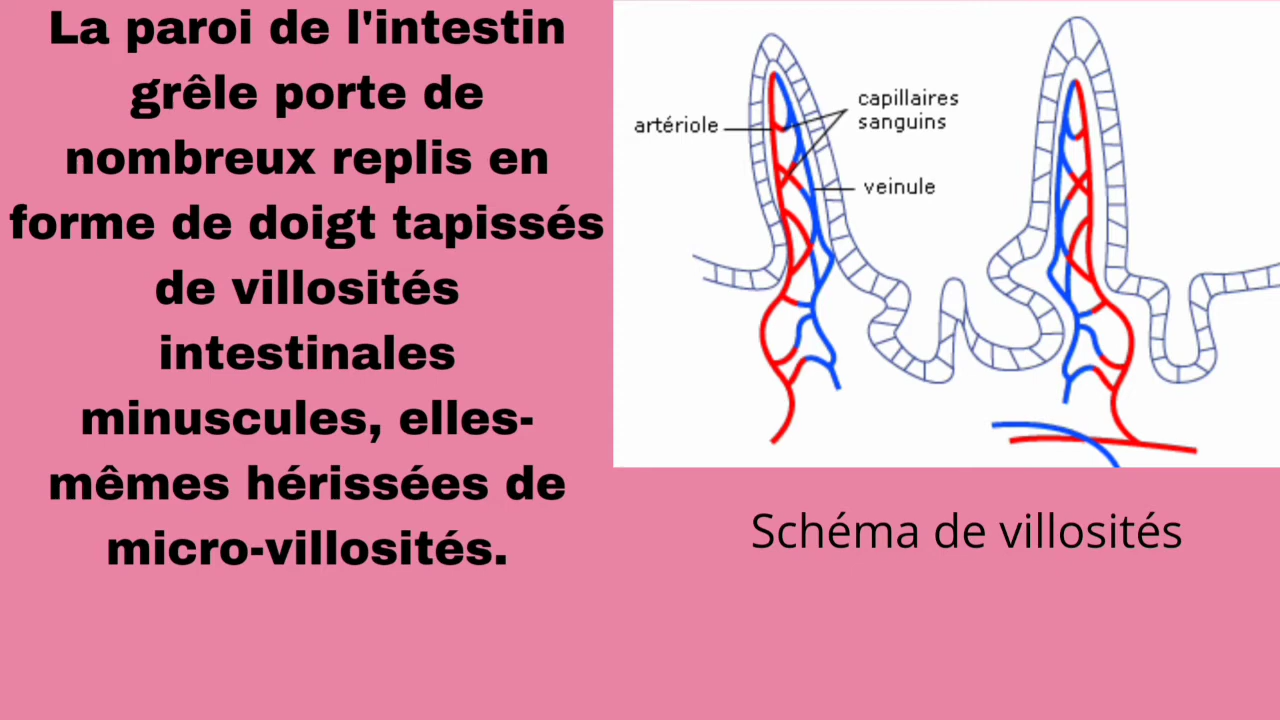 La paroi de l'intestin
grêle porte de
nombreux replis en
forme de doigt tapissés
de villosités
intestinales
minuscules, elles-
mêmes hérissées de
micro-villosités.
artériole
capillaires
sanguins
veinule
Schéma de villosités